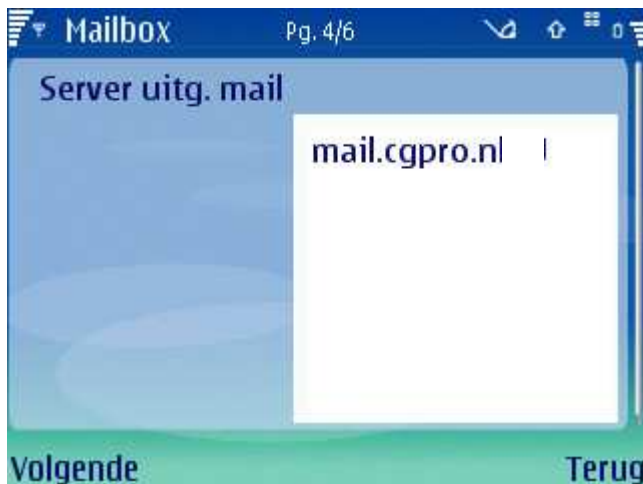 Mailbox Pg. 4/6
Server uitg. mail
mail.cgpro.nl
Volgende Terug